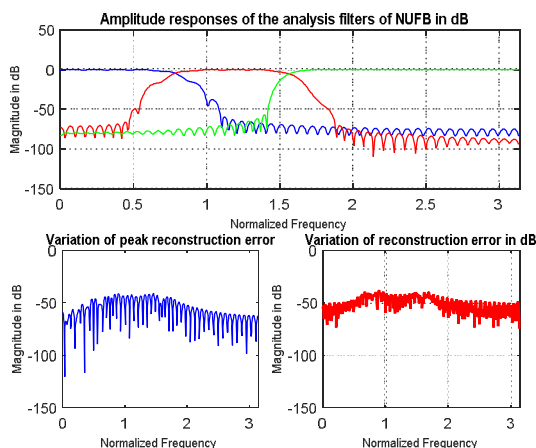 Amplitude responses of the analysis filters of NUFB in dB
50
0
-50
-100
-150
Magnitude in dB
0 0.5 1 1.5 2 2.5 3
Normalized Frequency
Variation of peak reconstruction error
0
-50
-100
-150
Magnitude in dB
0 1 2 3
Normalized Frequency
Variation of reconstruction error in dB
0
-50
-100
-150
Magnitude in dB
0 1 2 3
Normalized Frequency